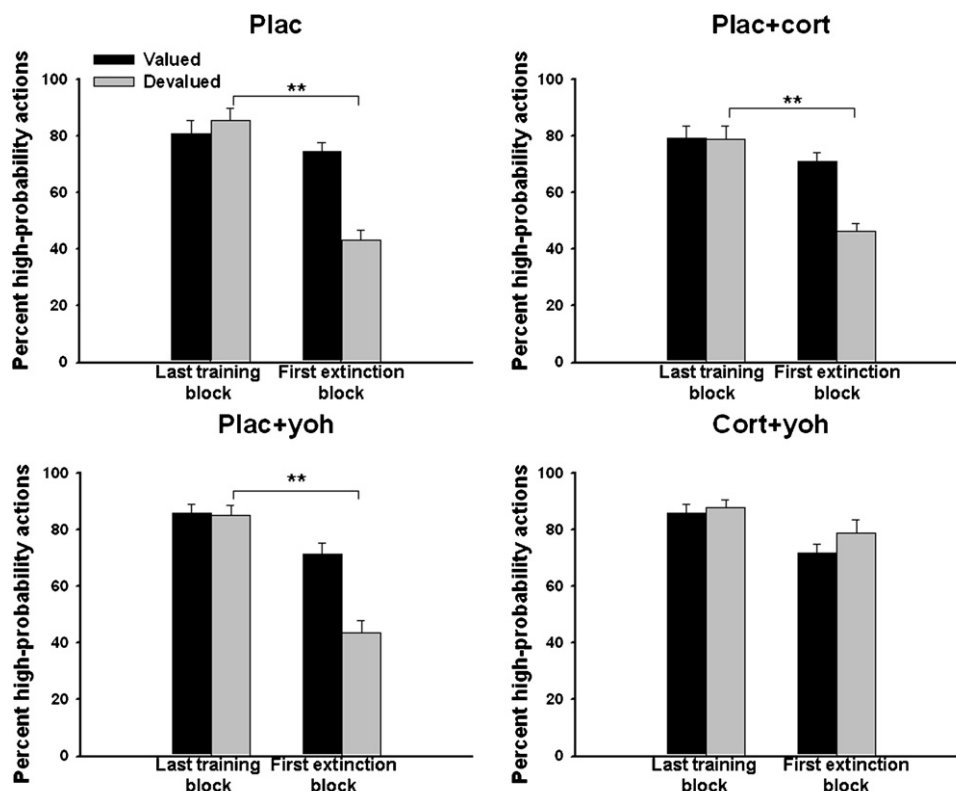 Plac
Valued
Devalued
**
Percent high-probability actions
100
80
60
40
20
0
Last training
block
First extinction
block
Plac+cort
**
Percent high-probability actions
100
80
60
40
20
0
Last training
block
First extinction
block
Plac+yoh
**
Percent high-probability actions
100
80
60
40
20
0
Last training
block
First extinction
block
Cort+yoh
Percent high-probability actions
100
80
60
40
20
0
Last training
block
First extinction
block